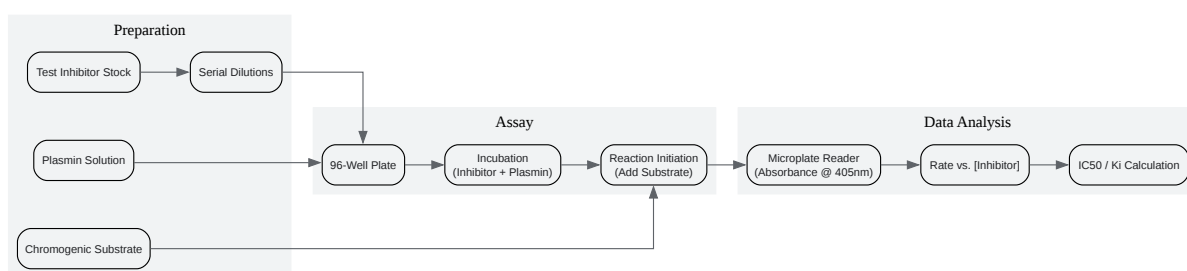 Preparation
Test Inhibitor Stock
Serial Dilutions
Plasmin Solution
Chromogenic Substrate
Assay
96-Well Plate
Incubation
(Inhibitor + Plasmin)
Reaction Initiation
(Add Substrate)
Data Analysis
Microplate Reader
(Absorbance @ 405nm)
Rate vs. [Inhibitor]
IC50 / Ki Calculation